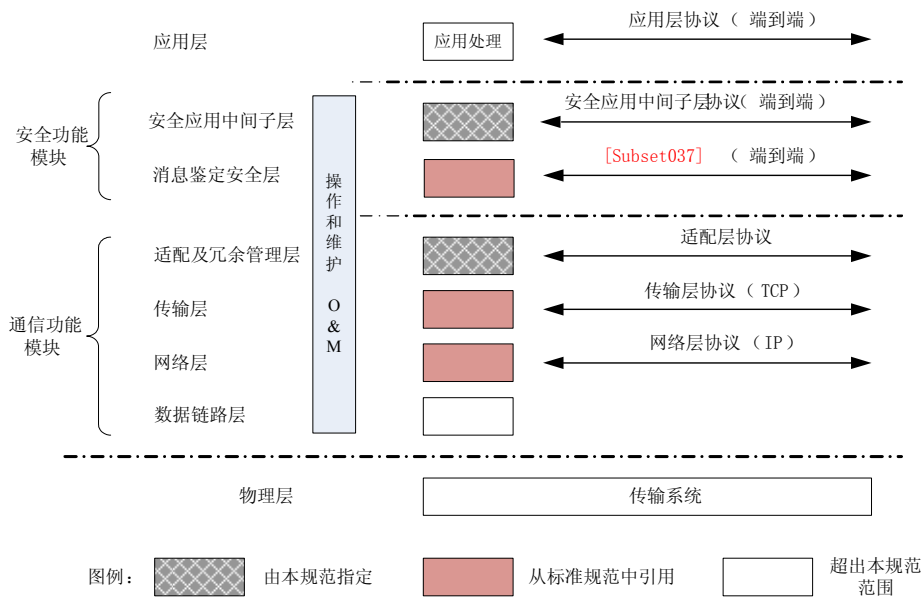 应用层
应用处理
应用层协议（ 端到端）
安全功能
模块
安全应用中间子层
安全应用中间子层协议（ 端到端）
消息鉴定安全层
[Subset037] （ 端到端）
操作和维护 O&M
通信功能
模块
适配及冗余管理层
适配层协议
传输层
传输层协议（TCP）
网络层
网络层协议（IP）
数据链路层
物理层
传输系统
图例：
由本规范指定
从标准规范中引用
超出本规范
范围